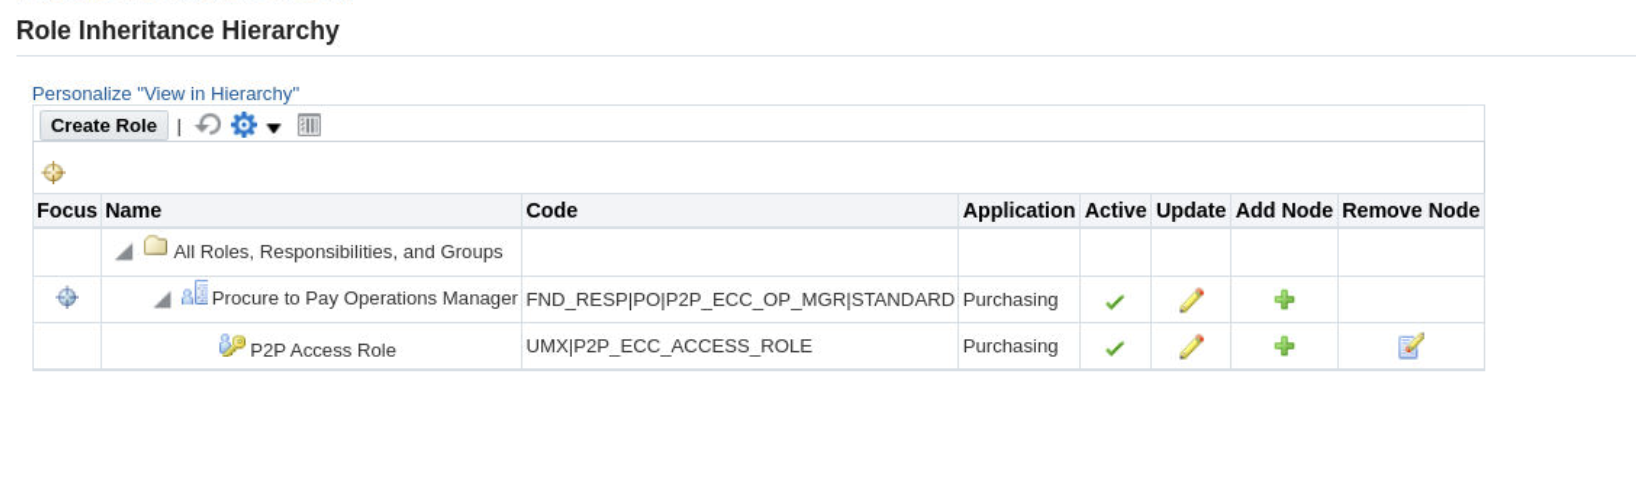 Role Inheritance Hierarchy
Personalize "View in Hierarchy"
Create Role |
Focus Name Code Application Active Update Add Node Remove Node
All Roles, Responsibilities, and Groups
Procure to Pay Operations Manager FND_RESP|PO|P2P_ECC_OP_MGR|STANDARD Purchasing
P2P Access Role UMX|P2P_ECC_ACCESS_ROLE Purchasing